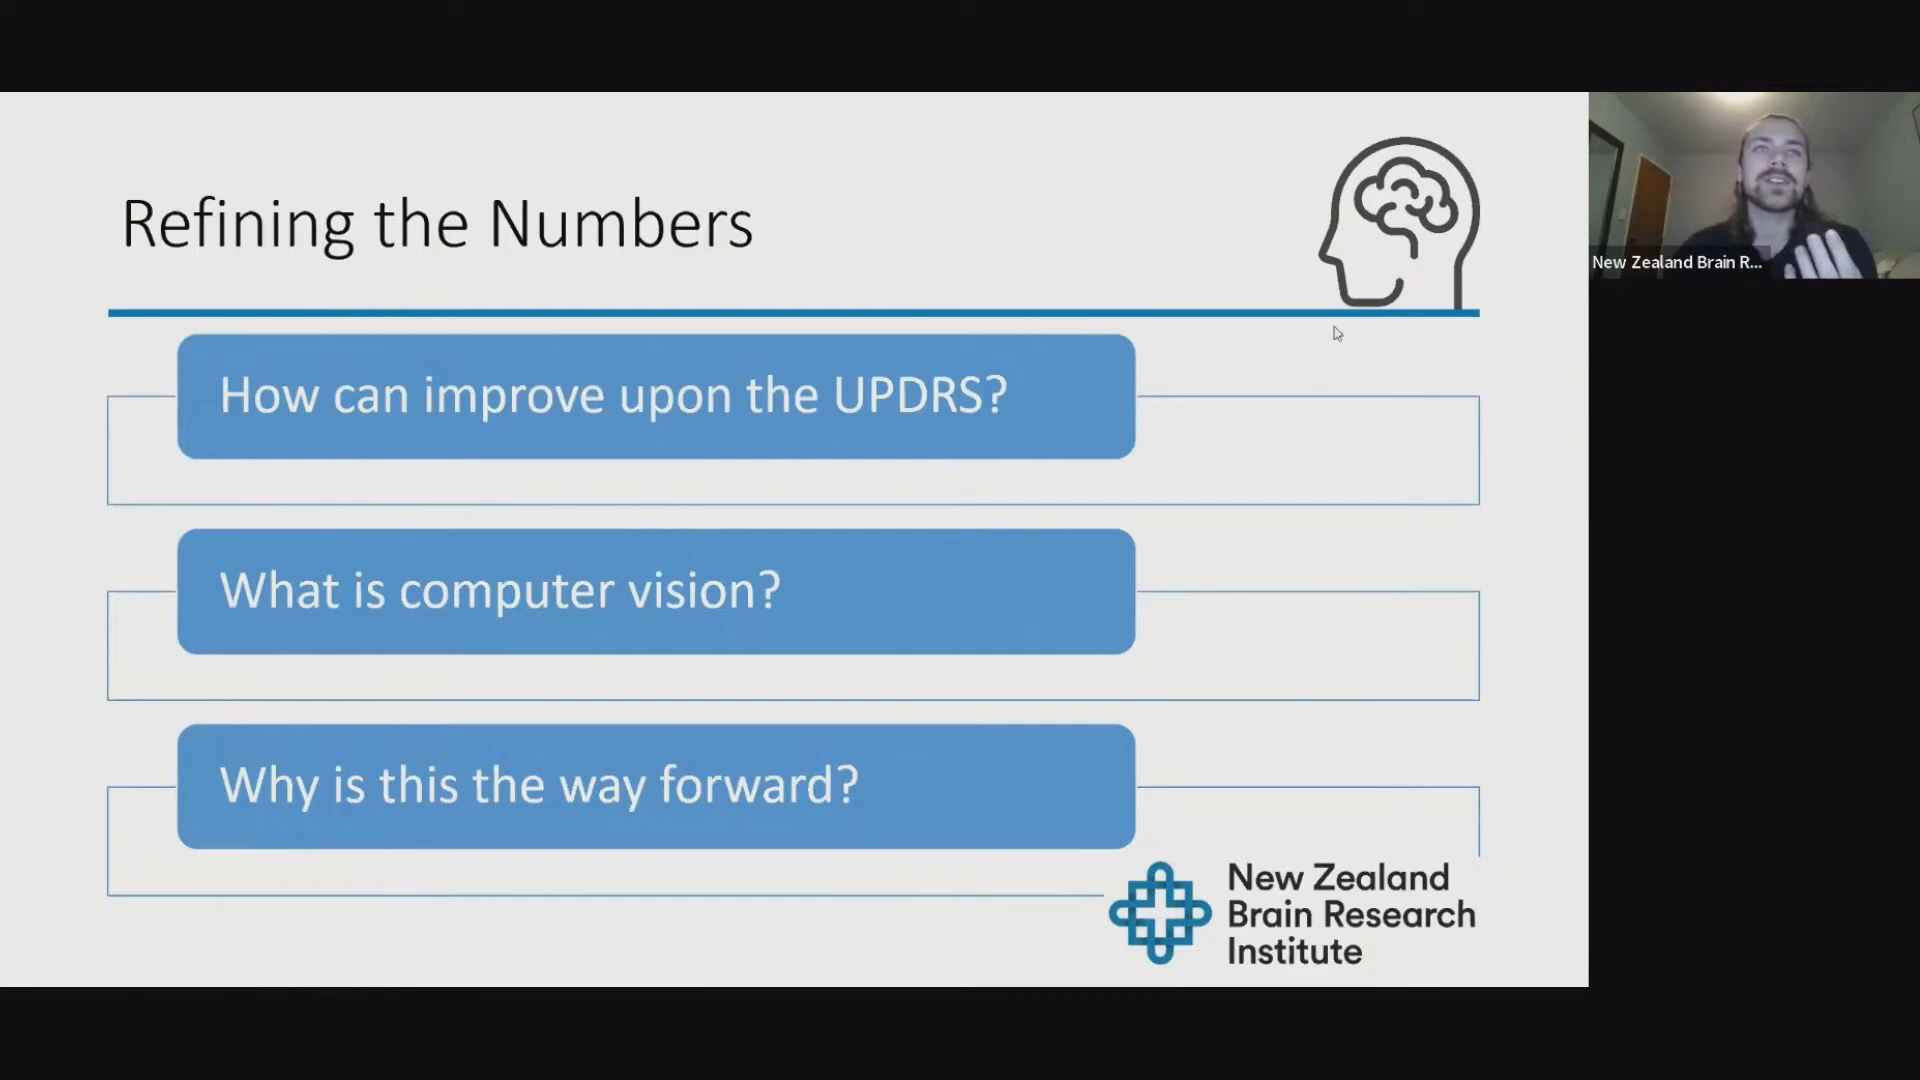 Refining the Numbers
New Zealand Brain R...
How can improve upon the UPDRS?
What is computer vision?
Why is this the way forward?
New Zealand
Brain Research
Institute